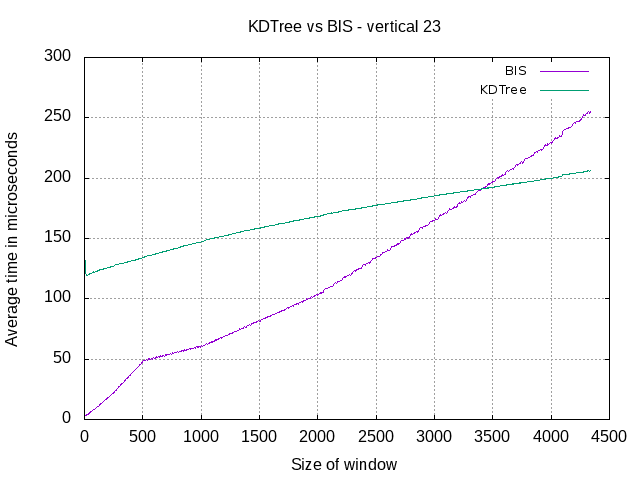 KDTree vs BIS - vertical 23
300
250
200
150
100
50
0
Average time in microseconds
BIS
KDTree
0 500 1000 1500 2000 2500 3000 3500 4000 4500
Size of window